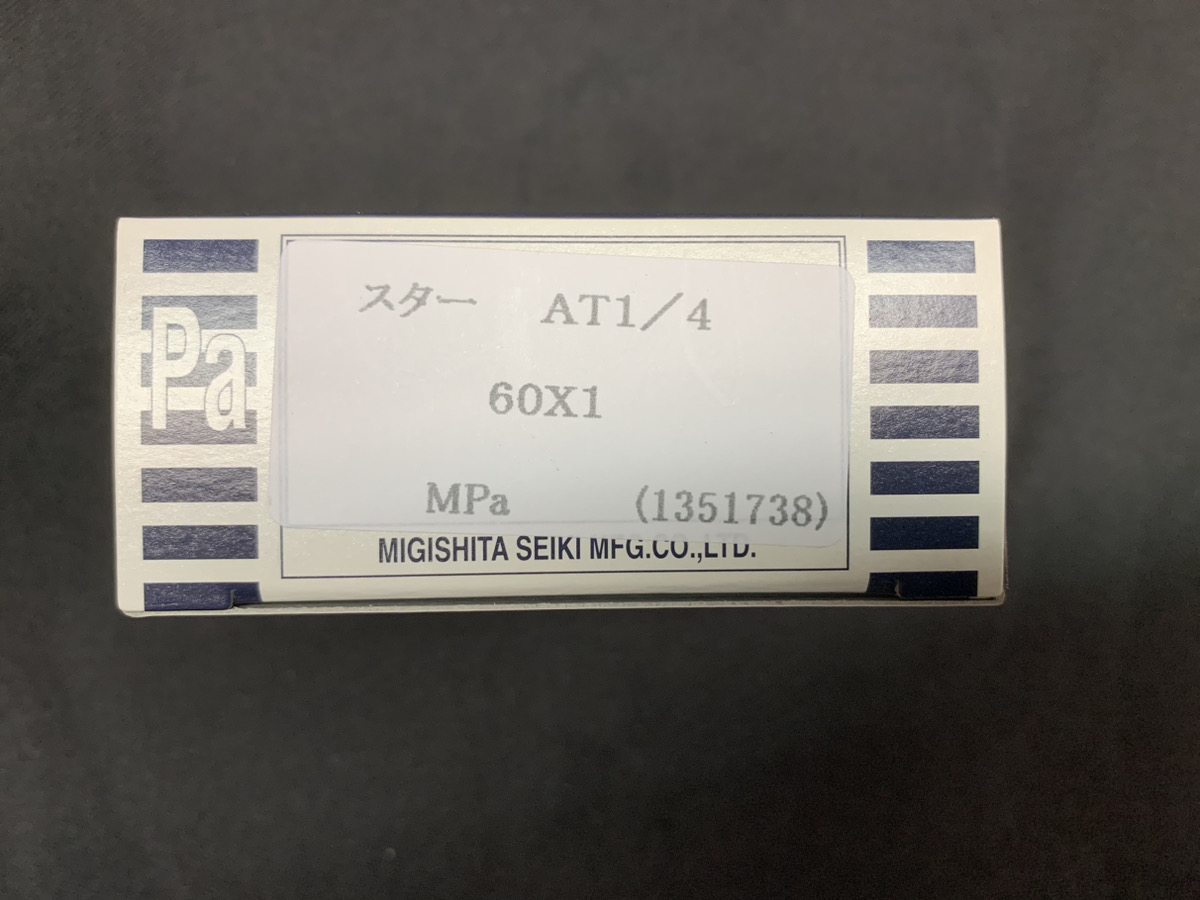 スター AT1/4
Pa
60X1
MPa (1351738)
MIGISHITA SEIKI MFG.CO.,LTD.